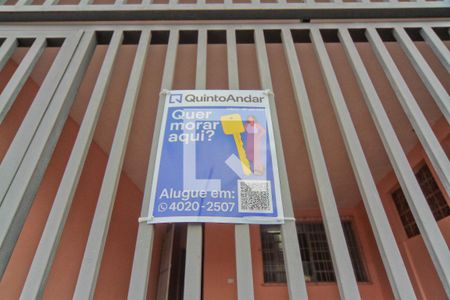 QuintoAndar
Quer
morar
aqui?
Alugue em:
4020-2507